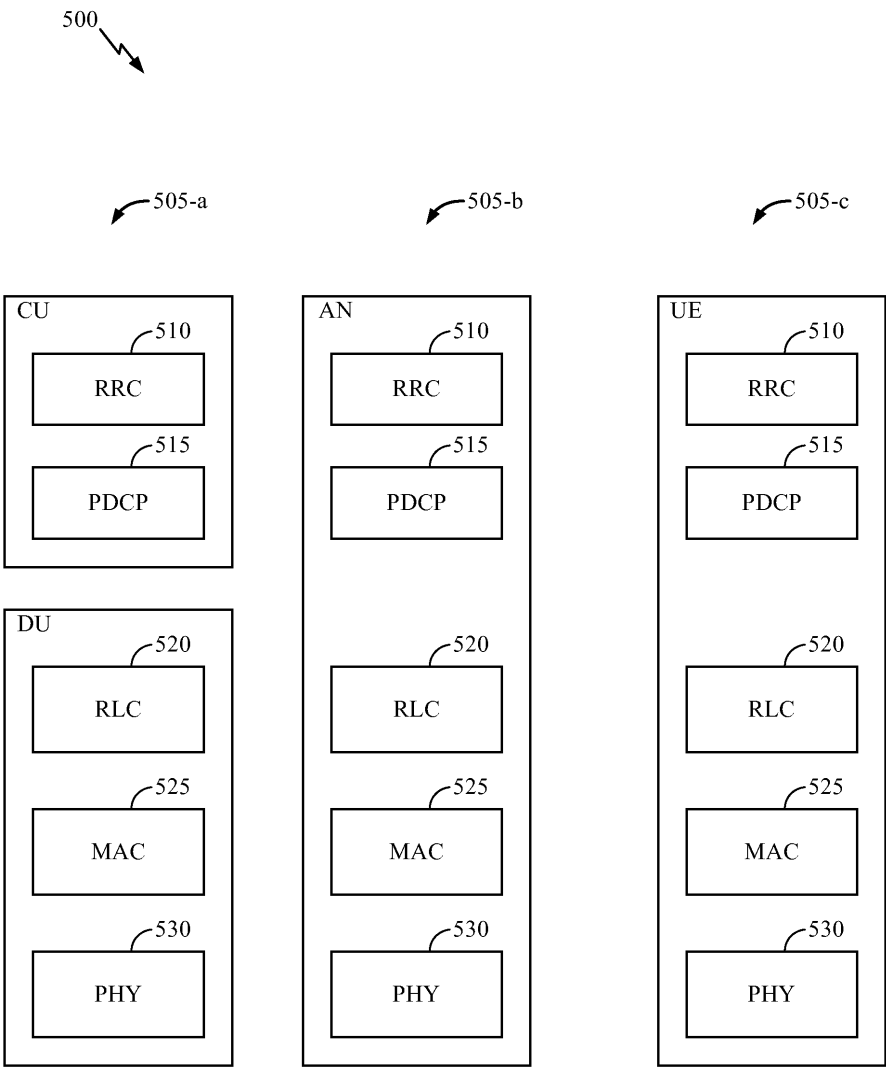 500
505-a 505-b 505-c
CU AN UE
510 510 510
RRC RRC RRC
515 515 515
PDCP PDCP PDCP
DU
520 520 520
RLC RLC RLC
525 525 525
MAC MAC MAC
530 530 530
PHY PHY PHY